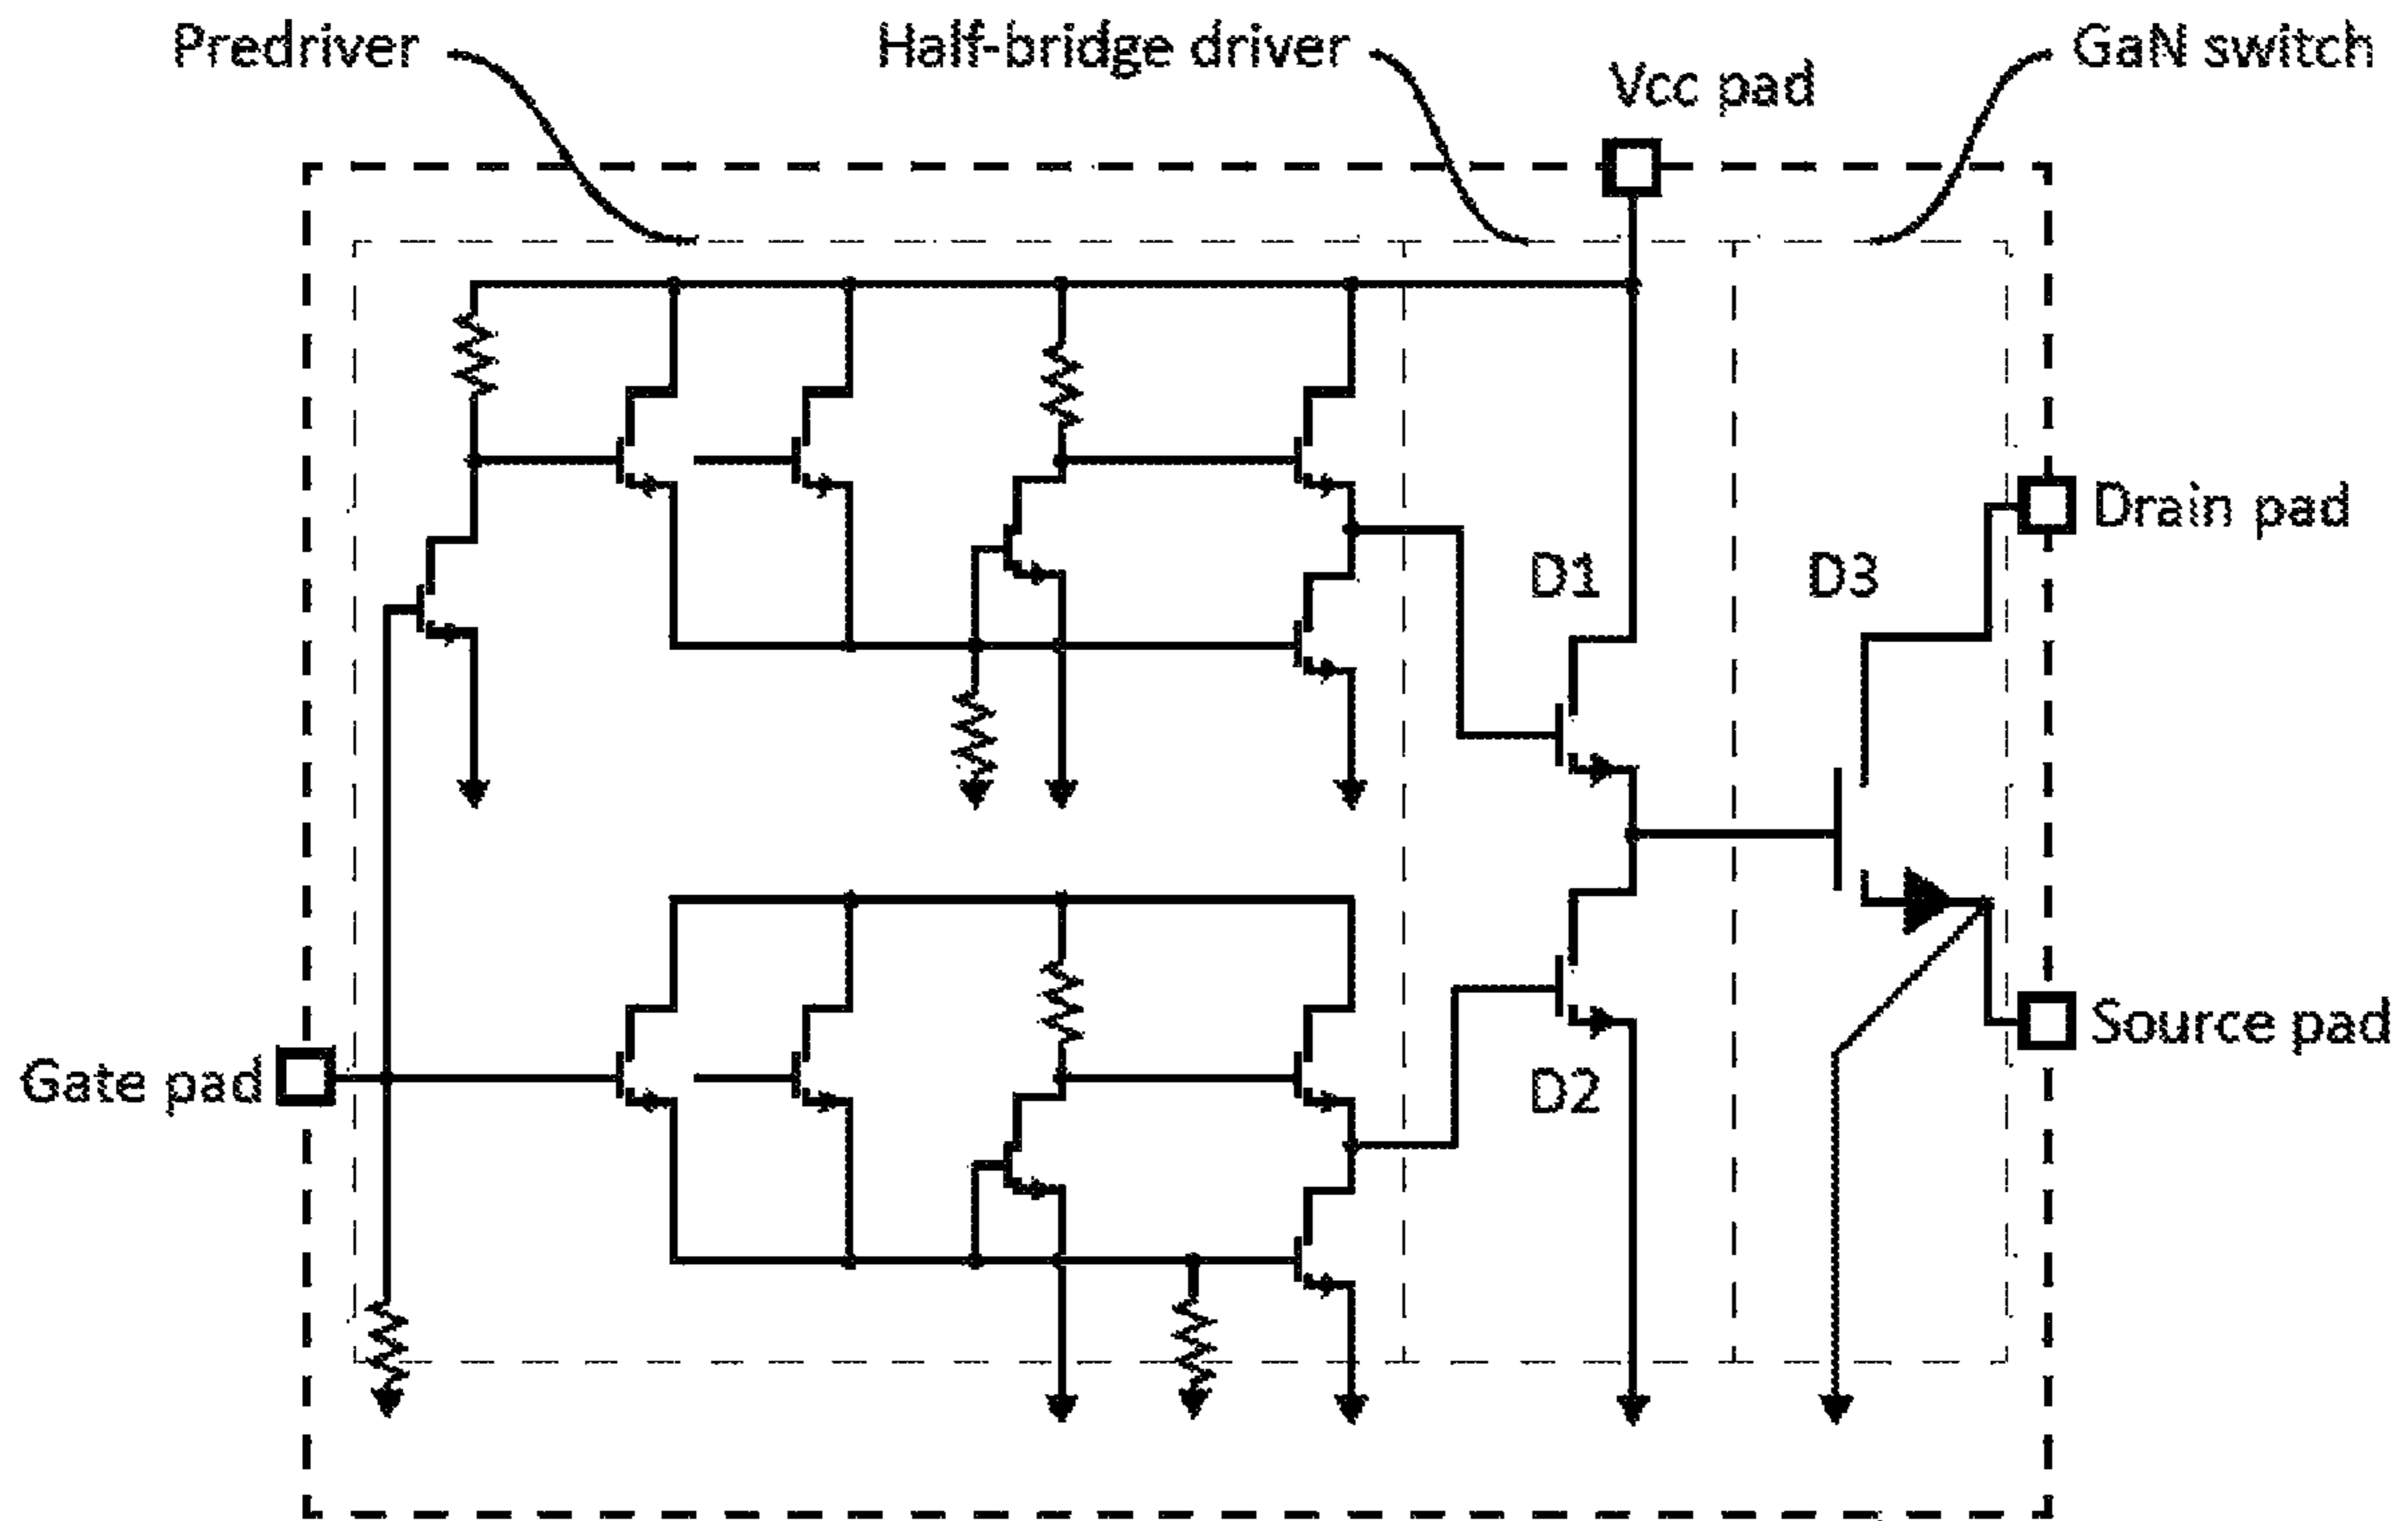 Predriver
Half-bridge driver
GaN switch
Vcc pad
Drain pad
D1
D3
Source pad
Gate pad
D2